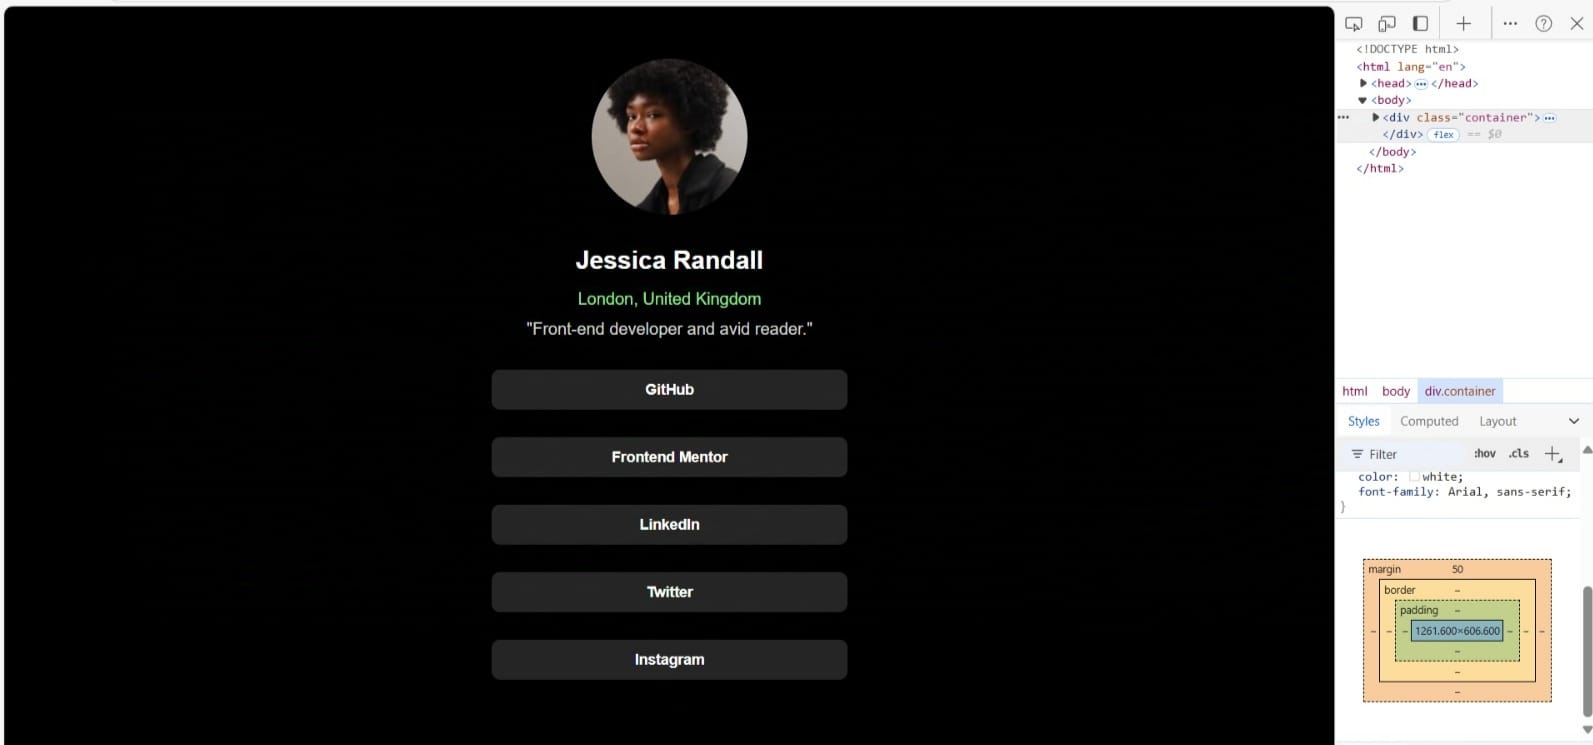 Jessica Randall
London, United Kingdom
"Front-end developer and avid reader."
GitHub
Frontend Mentor
LinkedIn
Twitter
Instagram
<!DOCTYPE html>
<html lang="en">
<head> </head>
<body>
<div class="container">
</div> flex == $0
</body>
</html>
html body div.container
Styles Computed Layout
Filter :hov .cls
color: white;
font-family: Arial, sans-serif;
}
margin 50
border –
padding –
– – – 1261.600×606.600 – – –
–
–
–